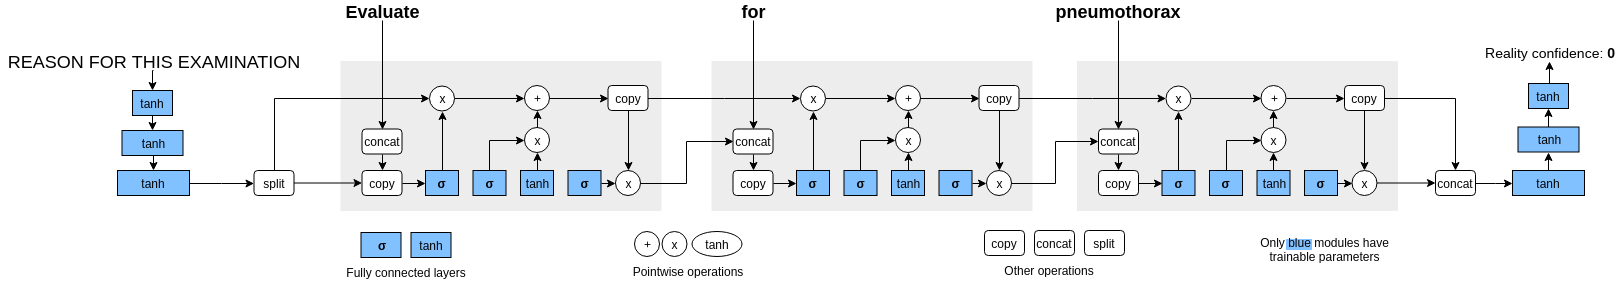 Evaluate for pneumothorax
REASON FOR THIS EXAMINATION
Reality confidence: 0
tanh x + copy x + copy x + copy tanh
tanh concat x concat x concat x tanh
tanh split copy σ σ tanh σ x copy σ σ tanh σ x copy σ σ tanh σ x concat tanh
σ tanh + x tanh copy concat split
Only blue modules have
trainable parameters
Fully connected layers
Pointwise operations
Other operations